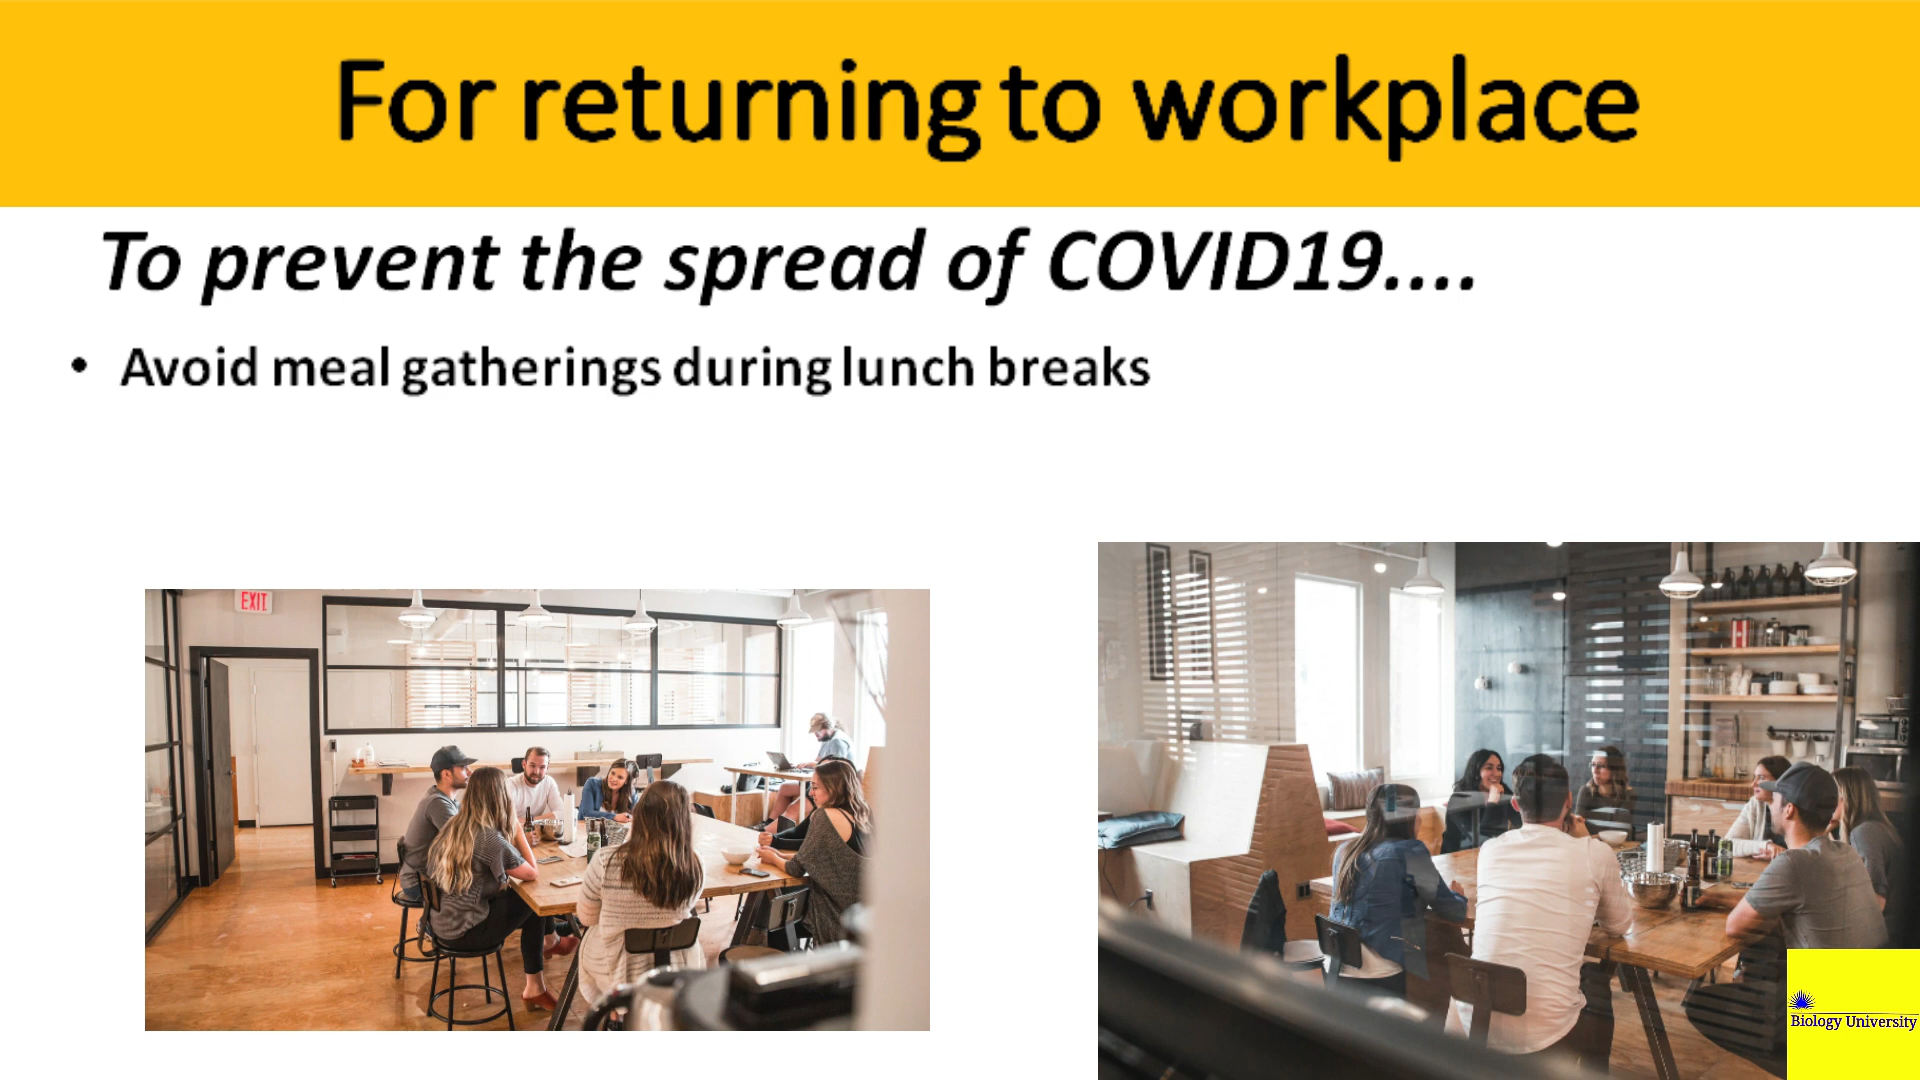 For returning to workplace
To prevent the spread of COVID19....
• Avoid meal gatherings during lunch breaks
EXIT
Biology University